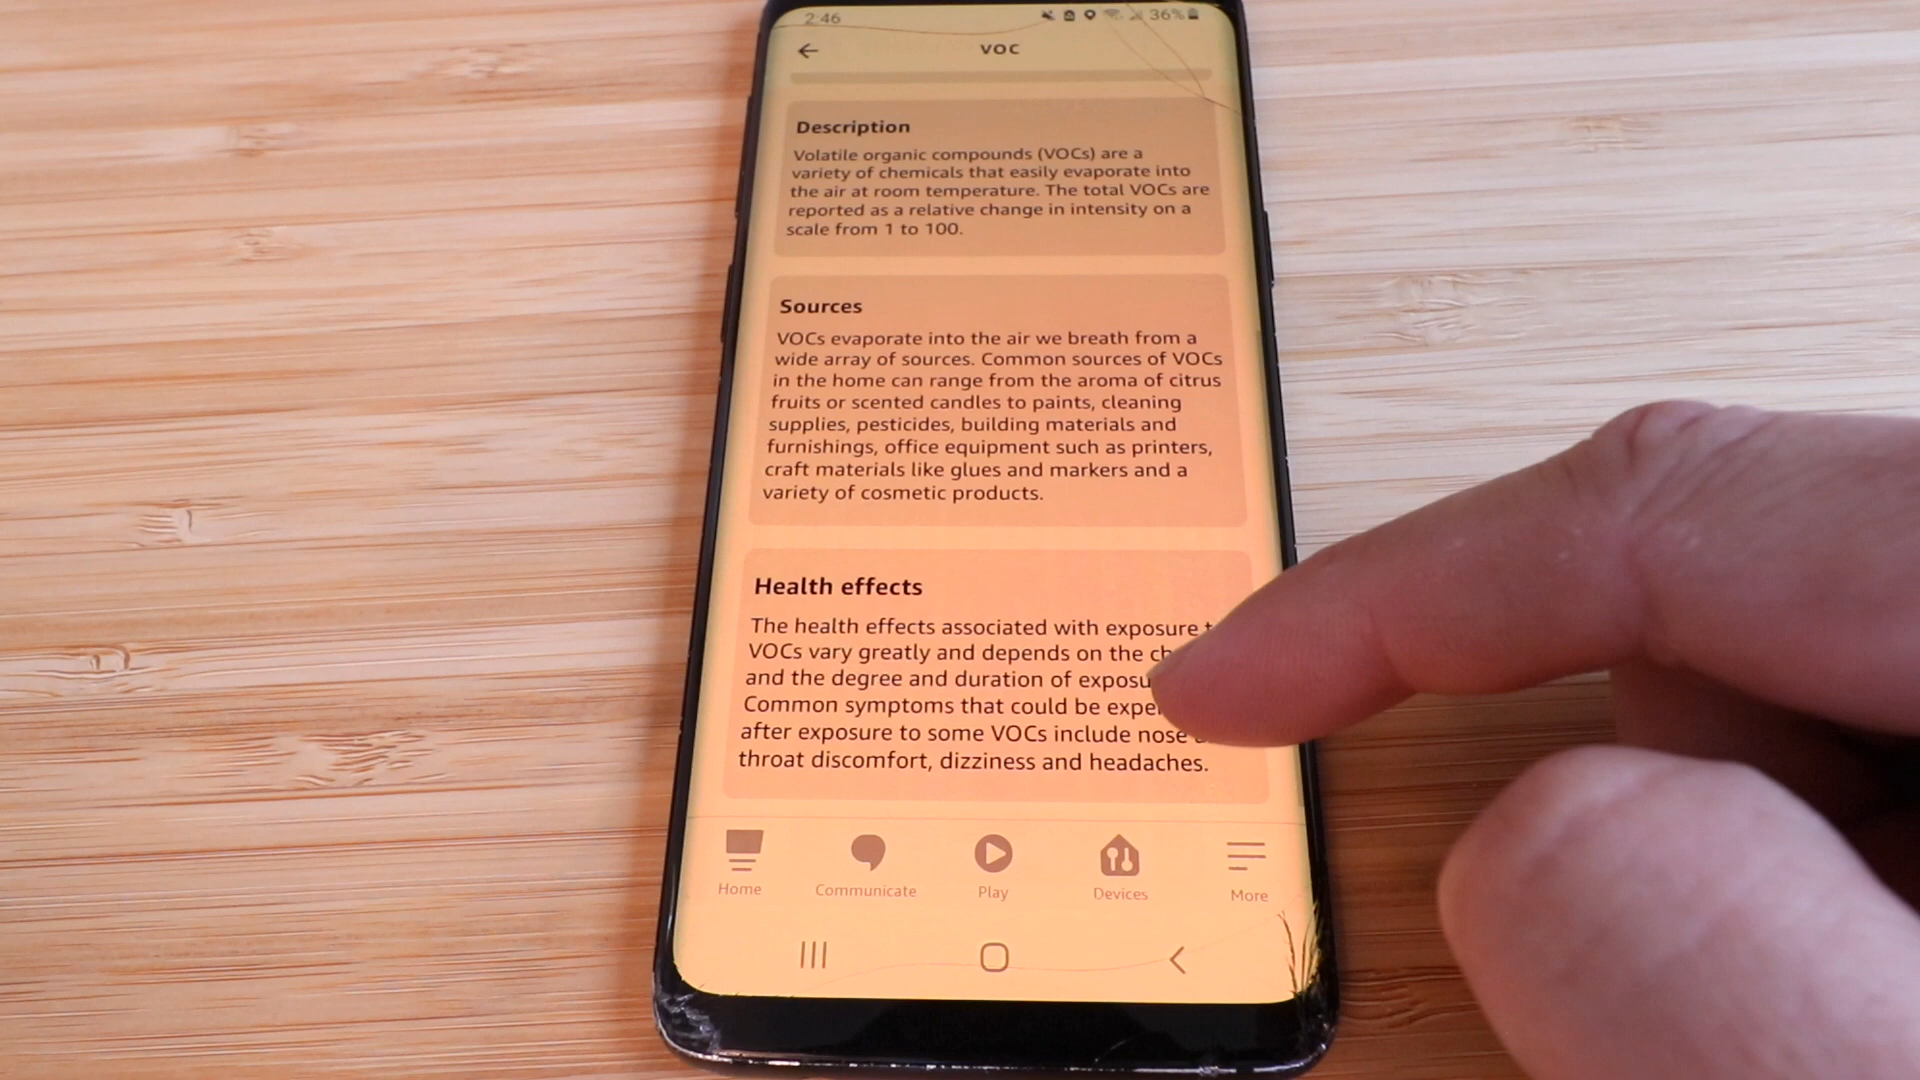 2:46 36%
VOC
Description
Volatile organic compounds (VOCs) are a
variety of chemicals that easily evaporate into
the air at room temperature. The total VOCs are
reported as a relative change in intensity on a
scale from 1 to 100.
Sources
VOCs evaporate into the air we breath from a
wide array of sources. Common sources of VOCs
in the home can range from the aroma of citrus
fruits or scented candles to paints, cleaning
supplies, pesticides, building materials and
furnishings, office equipment such as printers,
craft materials like glues and markers and a
variety of cosmetic products.
Health effects
The health effects associated with exposure
VOCs vary greatly and depends on the
and the degree and duration of
Common symptoms that could be
after exposure to some VOCs include nose
throat discomfort, dizziness and headaches.
Home Communicate Play Devices More